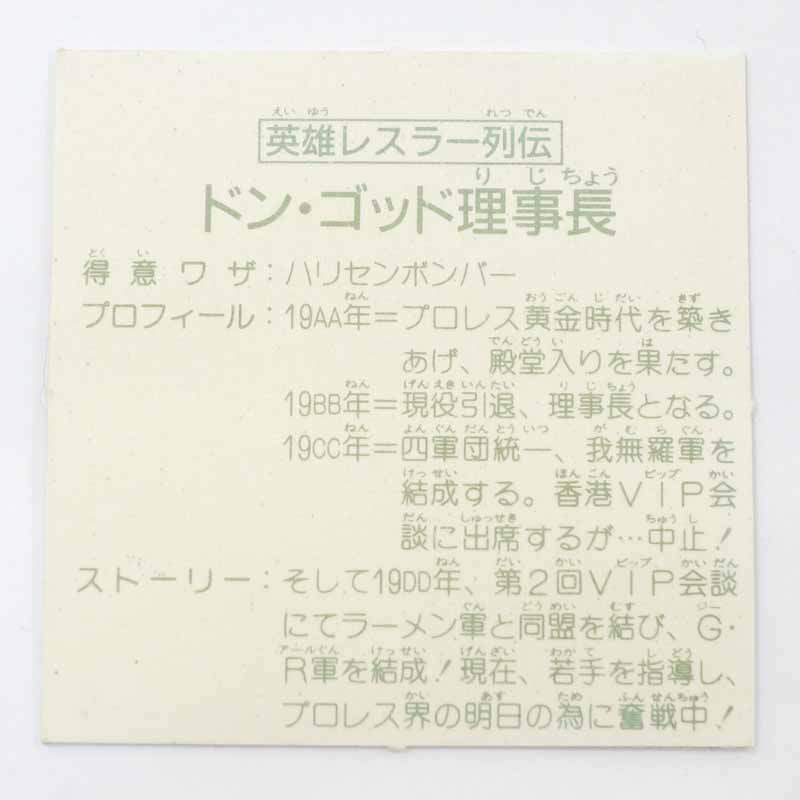 英雄レスラー列伝
ドン・ゴッド理事長
得意ワザ：ハリセンボンバー
プロフィール：19AA年＝プロレス黄金時代を築き
あげ、殿堂入りを果たす。
19BB年＝現役引退、理事長となる。
19CC年＝四軍団統一、我無羅軍を
結成する。香港ＶＩＰ会
談に出席するが…中止！
ストーリー：そして19DD年、第２回ＶＩＰ会談
にてラーメン軍と同盟を結び、Ｇ・
Ｒ軍を結成！現在、若手を指導し、
プロレス界の明日の為に奮戦中！